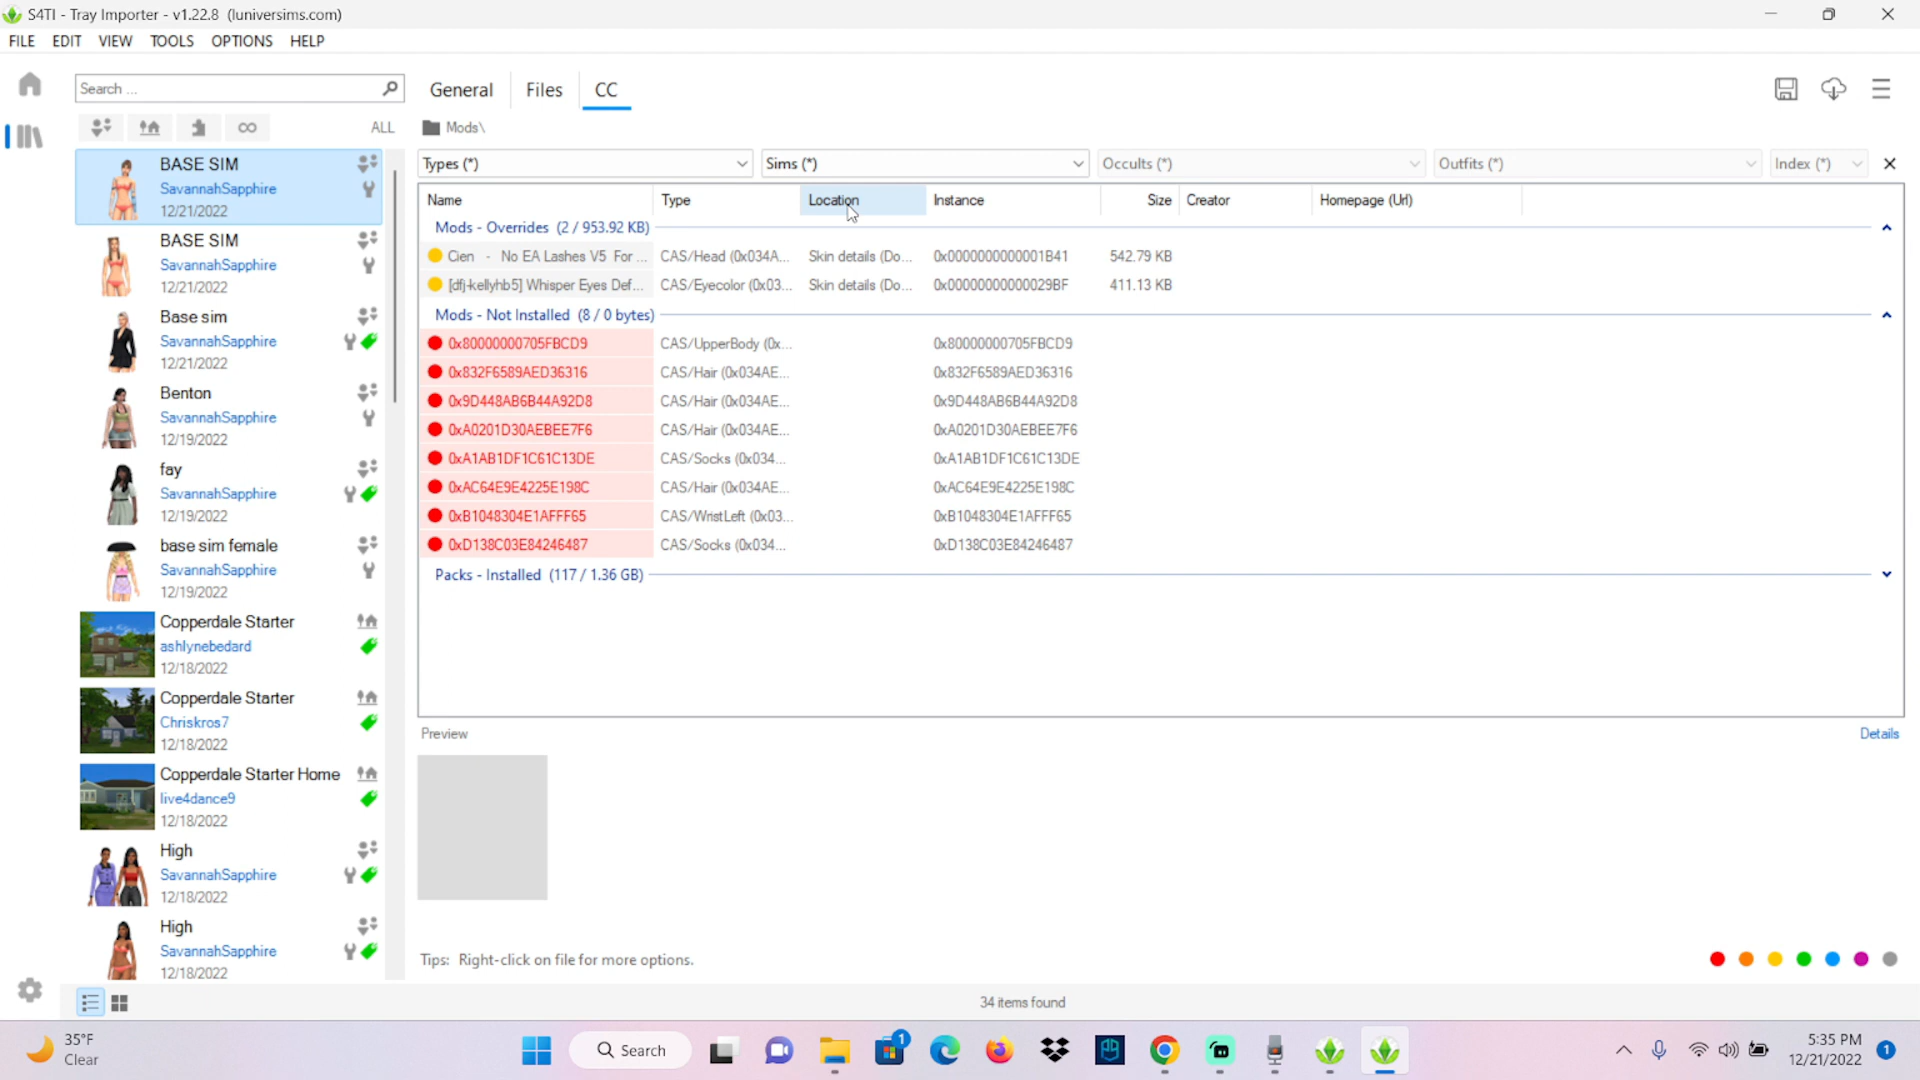 S4TI - Tray Importer - v1.22.8 (luniversims.com)
FILE EDIT VIEW TOOLS OPTIONS HELP
Search ...
General Files CC
ALL
Mods\
Types (*) Sims (*) Occults (*) Outfits (*) Index (*)
Name Type Location Instance Size Creator Homepage (Url)
Mods - Overrides (2 / 953.92 KB)
Cien - No EA Lashes V5 For ... CAS/Head (0x034A... Skin details (Do... 0x0000000000001B41 542.79 KB
[dfj-kellyhb5] Whisper Eyes Def... CAS/Eyecolor (0x03... Skin details (Do... 0x00000000000029BF 411.13 KB
Mods - Not Installed (8 / 0 bytes)
0x80000000705FBCD9 CAS/UpperBody (0x... 0x80000000705FBCD9
0x832F6589AED36316 CAS/Hair (0x034AE... 0x832F6589AED36316
0x9D448AB6B44A92D8 CAS/Hair (0x034AE... 0x9D448AB6B44A92D8
0xA0201D30AEBEE7F6 CAS/Hair (0x034AE... 0xA0201D30AEBEE7F6
0xA1AB1DF1C61C13DE CAS/Socks (0x034... 0xA1AB1DF1C61C13DE
0xAC64E9E4225E198C CAS/Hair (0x034AE... 0xAC64E9E4225E198C
0xB1048304E1AFFF65 CAS/WristLeft (0x03... 0xB1048304E1AFFF65
0xD138C03E84246487 CAS/Socks (0x034... 0xD138C03E84246487
Packs - Installed (117 / 1.36 GB)
BASE SIM
SavannahSapphire
12/21/2022
BASE SIM
SavannahSapphire
12/21/2022
Base sim
SavannahSapphire
12/21/2022
Benton
SavannahSapphire
12/19/2022
fay
SavannahSapphire
12/19/2022
base sim female
SavannahSapphire
12/19/2022
Copperdale Starter
ashlynebedard
12/18/2022
Copperdale Starter
Chriskros7
12/18/2022
Copperdale Starter Home
live4dance9
12/18/2022
High
SavannahSapphire
12/18/2022
High
SavannahSapphire
12/18/2022
Preview Details
Tips: Right-click on file for more options.
34 items found
35°F
Clear
Search
1
5:35 PM
12/21/2022
1